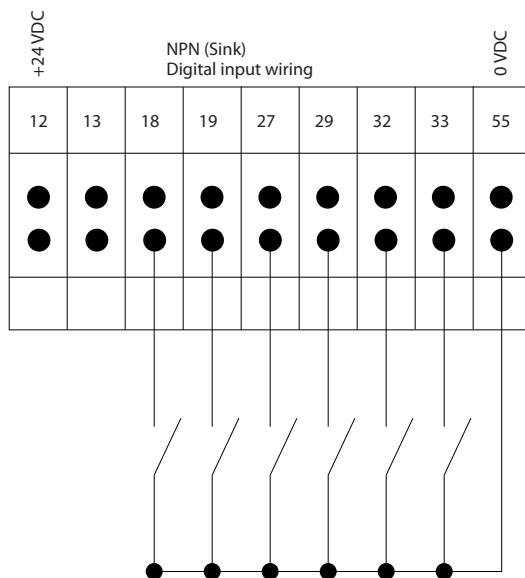 +24 VDC
NPN (Sink)
Digital input wiring
0 VDC
12 13 18 19 27 29 32 33 55